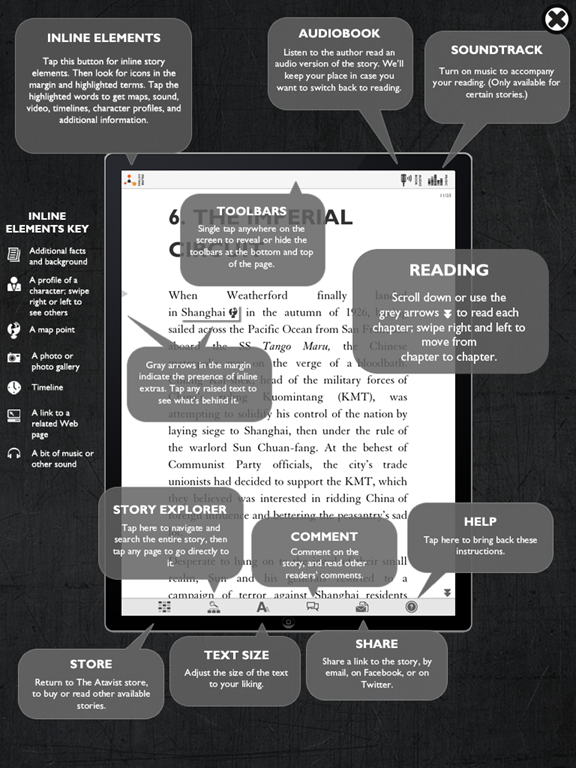 INLINE ELEMENTS
Tap this button for inline story
elements. Then look for icons in the
margin and highlighted terms. Tap the
highlighted words to get maps, sound,
video, timelines, character profiles, and
additional information.
AUDIOBOOK
Listen to the author read an
audio version of the story. We'll
keep your place in case you
want to switch back to reading.
SOUNDTRACK
Turn on music to accompany
your reading. (Only available for
certain stories.)
6. THE IMPERIAL
CIRCUIT
TOOLBARS
Single tap anywhere on the
screen to reveal or hide the
toolbars at the bottom and top
of the page.
INLINE
ELEMENTS KEY
Additional facts
and background
A profile of a
character; swipe
right or left to
see others
A map point
A photo or
photo gallery
Timeline
A link to a
related Web
page
A bit of music or
other sound
READING
Scroll down or use the
grey arrows to read each
chapter; swipe right and left to
move from
chapter to chapter.
When Weatherford finally landed
in Shanghai in the autumn of 1926,
sailed across the Pacific Ocean from San
aboard the SS Tango Maru, the Chinese
on the verge of a bloodbath.
head of the military forces of
Kuomintang (KMT), was
attempting to solidify his control of the nation by
laying siege to Shanghai, then under the rule of
the warlord Sun Chuan-fang. At the behest of
Communist Party officials, the city's trade
unionists had decided to support the KMT, which
they believed was interested in ridding China of
foreign influence and bettering the peasantry's sad
Desperate to hang on to their small
realm, Sun and his to a
campaign of terror against Shanghai residents
Gray arrows in the margin
indicate the presence of inline
extras. Tap any raised text to
see what's behind it.
STORY EXPLORER
Tap here to navigate and
search the entire story, then
tap any page to go directly to
it.
COMMENT
Comment on the
story, and read other
readers' comments.
HELP
Tap here to bring back these
instructions.
STORE
Return to The Atavist store,
to buy or read other available
stories.
TEXT SIZE
Adjust the size of the text
to your liking.
SHARE
Share a link to the story, by
email, on Facebook, or on
Twitter.